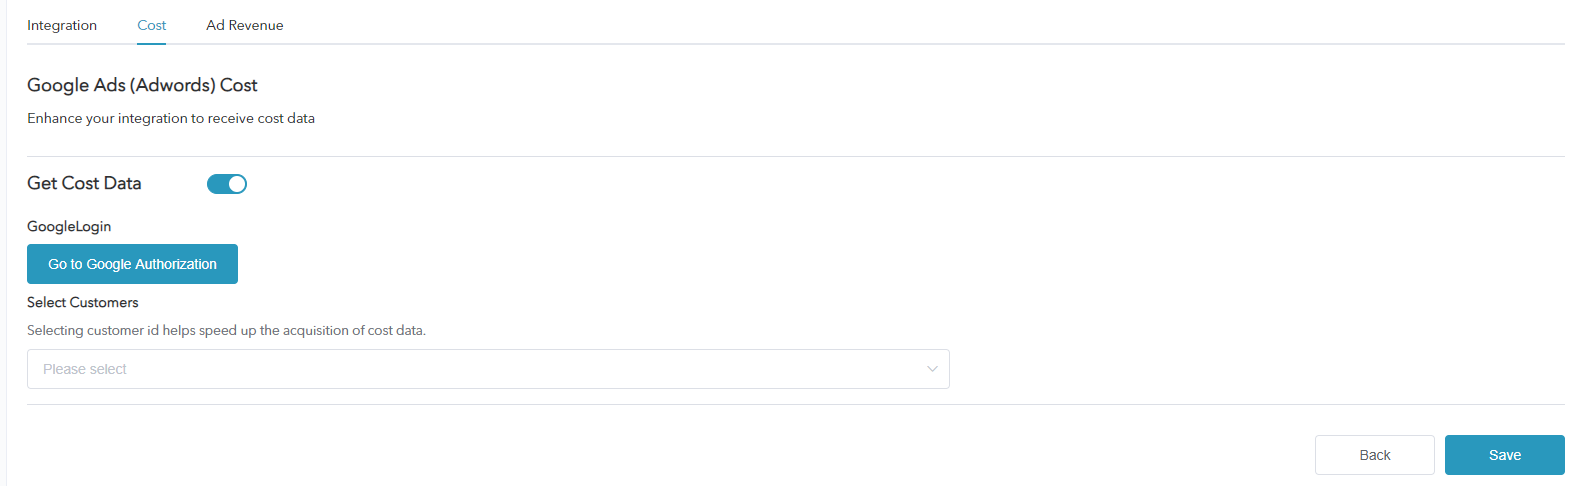 Integration Cost Ad Revenue
Google Ads (Adwords) Cost
Enhance your integration to receive cost data
Get Cost Data
GoogleLogin
Go to Google Authorization
Select Customers
Selecting customer id helps speed up the acquisition of cost data.
Please select
Back Save